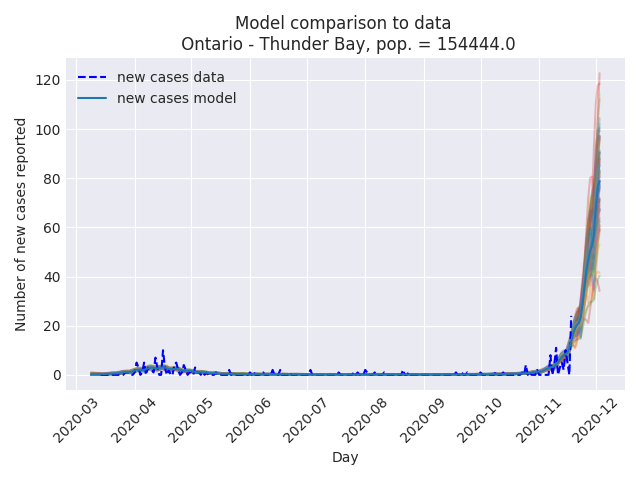 Model comparison to data
Ontario - Thunder Bay, pop. = 154444.0
new cases data
new cases model
Number of new cases reported
120
100
80
60
40
20
0
2020-03
2020-04
2020-05
2020-06
2020-07
2020-08
2020-09
2020-10
2020-11
2020-12
Day